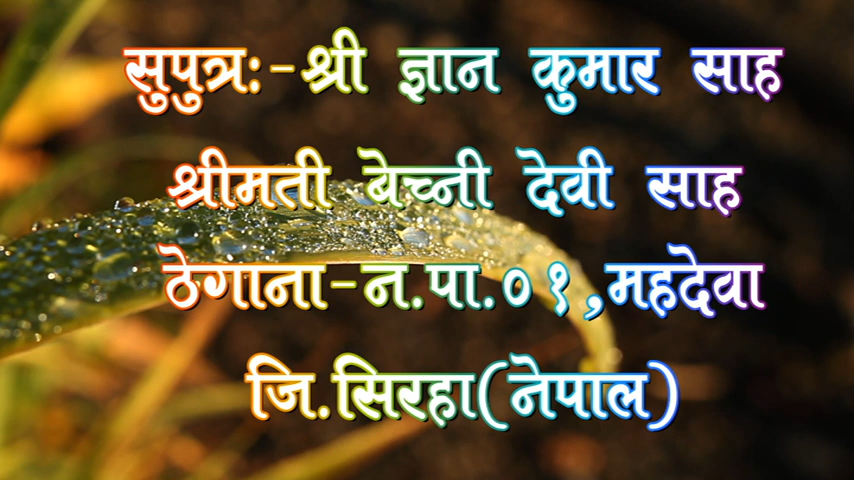 सुपुत्र:-श्री ज्ञान कुमार साह
श्रीमती बेच्नी देवी साह
ठेगाना-न.पा.०१,महदेवा
जि.सिरहा(नेपाल)